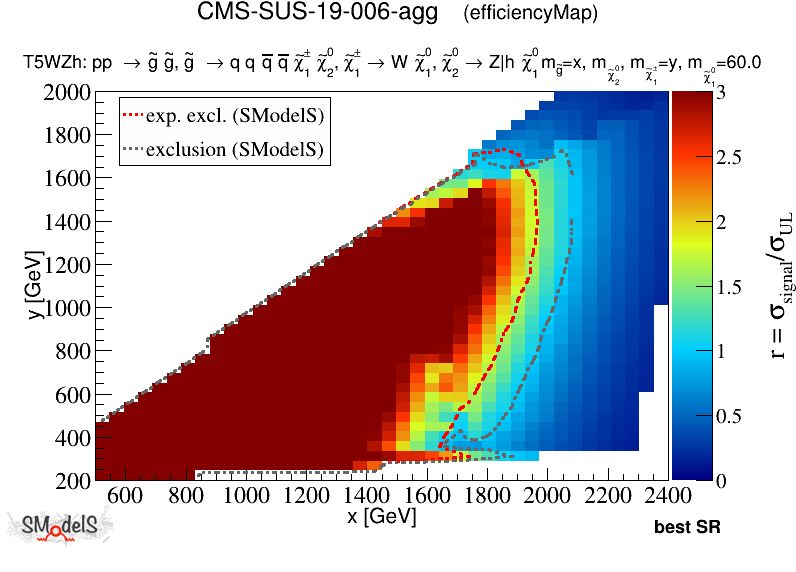 CMS-SUS-19-006-agg (efficiencyMap)
T5WZh: pp → g̃ g̃, g̃ → q q q̅ q̅ χ̃₁^± χ̃₂^0, χ̃₁^± → W χ̃₁^0, χ̃₂^0 → Z|h χ̃₁^0 m_g̃=x, m_χ̃₂^0, m_χ̃₁^±=y, m_χ̃₁^0=60.0
exp. excl. (SModelS)
exclusion (SModelS)
2000
1800
1600
1400
1200
1000
800
600
400
200
y [GeV]
600 800 1000 1200 1400 1600 1800 2000 2200 2400
x [GeV]
3
2.5
2
1.5
1
0.5
0
r = σ_signal/σ_UL
best SR
SModelS